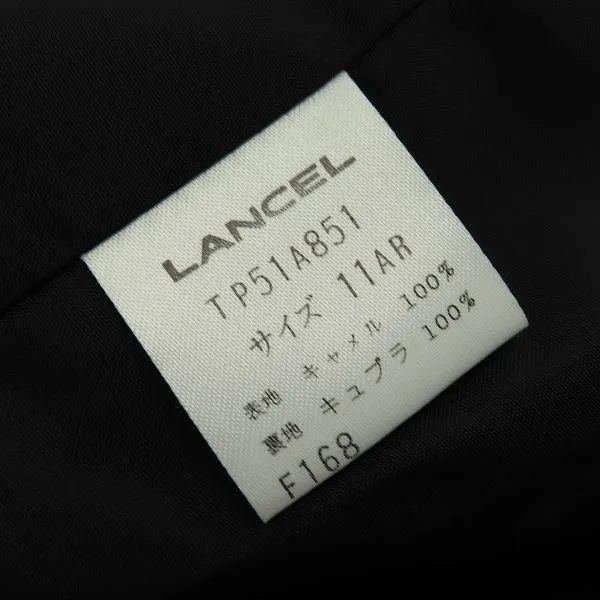 LANCEL
TP51A851
サイズ 11AR
表地 キャメル 100%
裏地 キュプラ 100%
F168